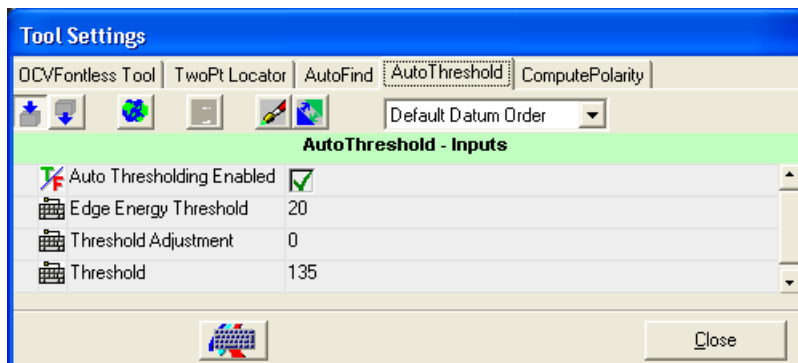 Tool Settings
OCVFontless Tool TwoPt Locator AutoFind AutoThreshold ComputePolarity
Default Datum Order
AutoThreshold - Inputs
T/F Auto Thresholding Enabled
Edge Energy Threshold 20
Threshold Adjustment 0
Threshold 135
Close